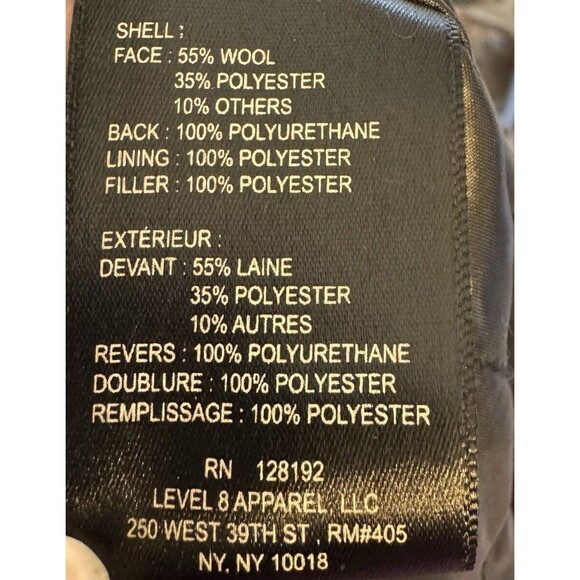 SHELL :
FACE : 55% WOOL
35% POLYESTER
10% OTHERS
BACK : 100% POLYURETHANE
LINING : 100% POLYESTER
FILLER : 100% POLYESTER
EXTÉRIEUR :
DEVANT : 55% LAINE
35% POLYESTER
10% AUTRES
REVERS : 100% POLYURETHANE
DOUBLURE : 100% POLYESTER
REMPLISSAGE : 100% POLYESTER
RN 128192
LEVEL 8 APPAREL, LLC
250 WEST 39TH ST , RM#405
NY, NY 10018